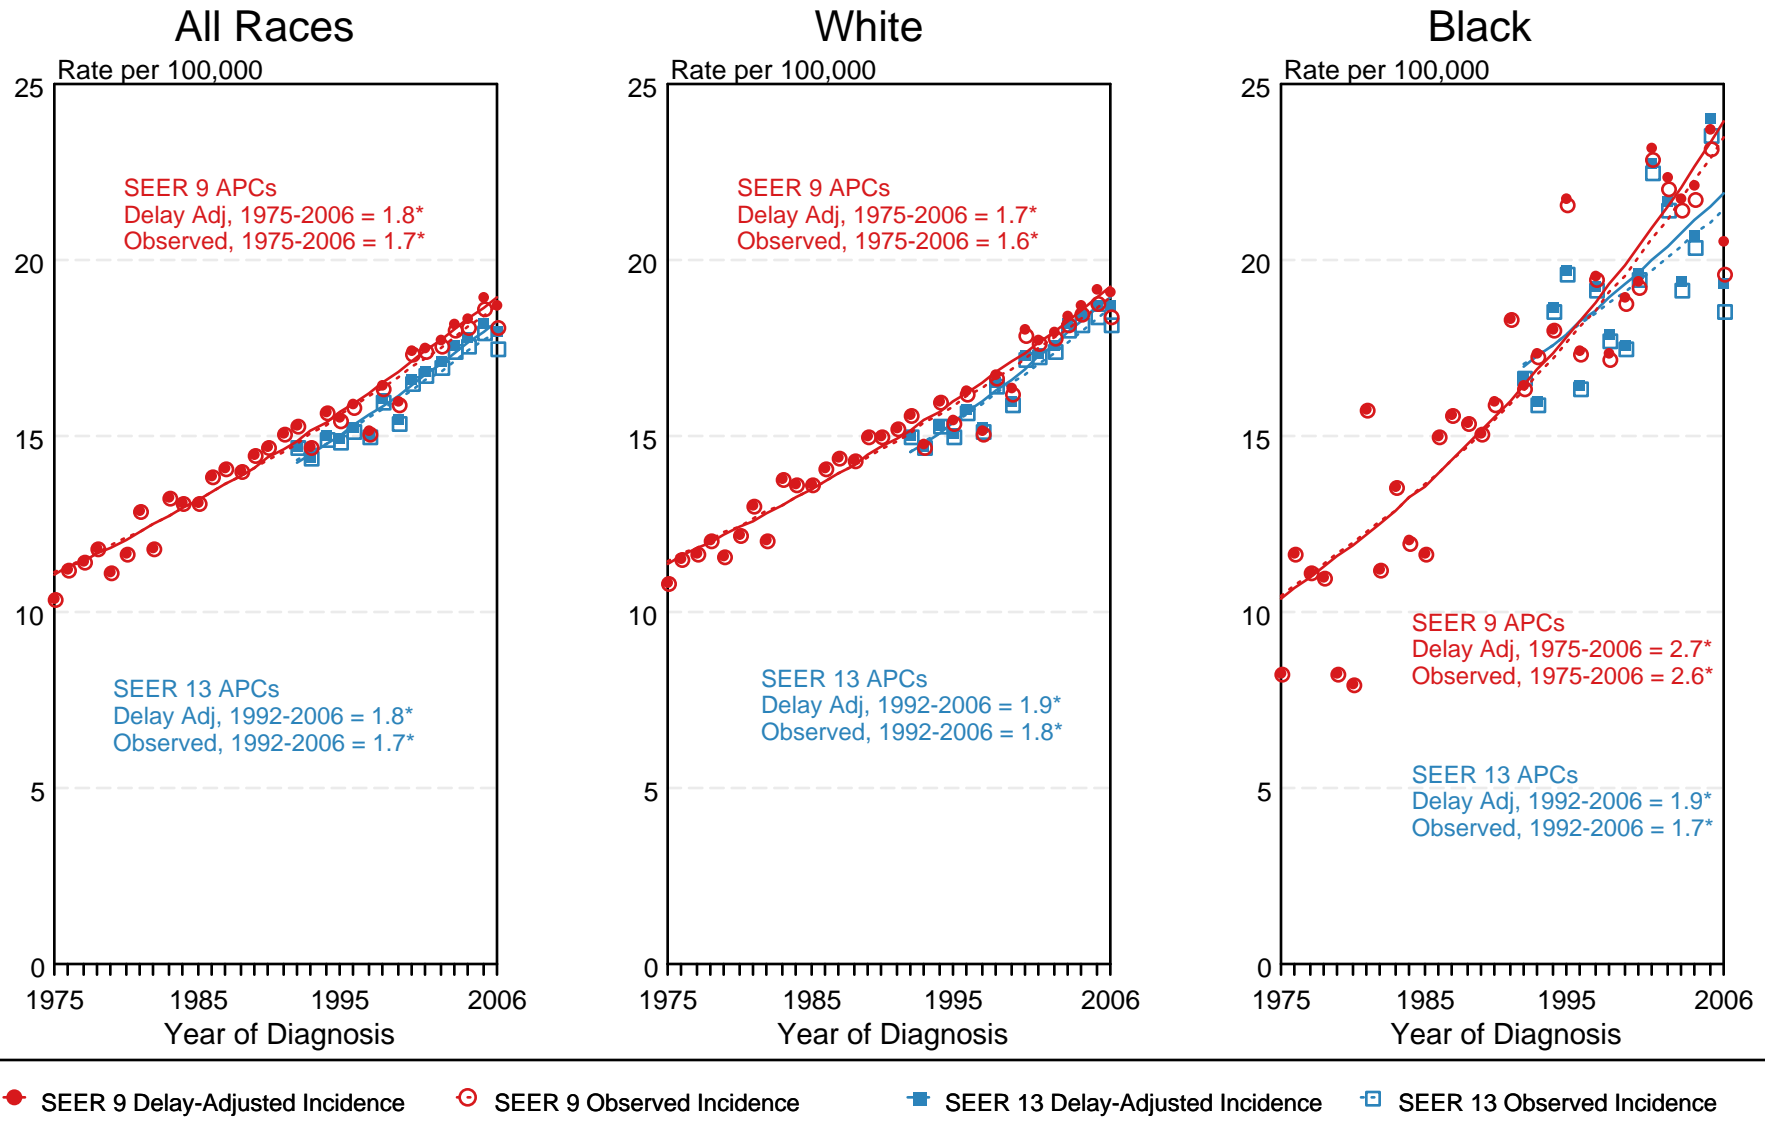 All Races
Rate per 100,000
25
20
15
10
5
0
SEER 9 APCs
Delay Adj, 1975-2006 = 1.8*
Observed, 1975-2006 = 1.7*
SEER 13 APCs
Delay Adj, 1992-2006 = 1.8*
Observed, 1992-2006 = 1.7*
1975 1985 1995 2006
Year of Diagnosis
White
Rate per 100,000
25
20
15
10
5
0
SEER 9 APCs
Delay Adj, 1975-2006 = 1.7*
Observed, 1975-2006 = 1.6*
SEER 13 APCs
Delay Adj, 1992-2006 = 1.9*
Observed, 1992-2006 = 1.8*
1975 1985 1995 2006
Year of Diagnosis
Black
Rate per 100,000
25
20
15
10
5
0
SEER 9 APCs
Delay Adj, 1975-2006 = 2.7*
Observed, 1975-2006 = 2.6*
SEER 13 APCs
Delay Adj, 1992-2006 = 1.9*
Observed, 1992-2006 = 1.7*
1975 1985 1995 2006
Year of Diagnosis
SEER 9 Delay-Adjusted Incidence SEER 9 Observed Incidence SEER 13 Delay-Adjusted Incidence SEER 13 Observed Incidence